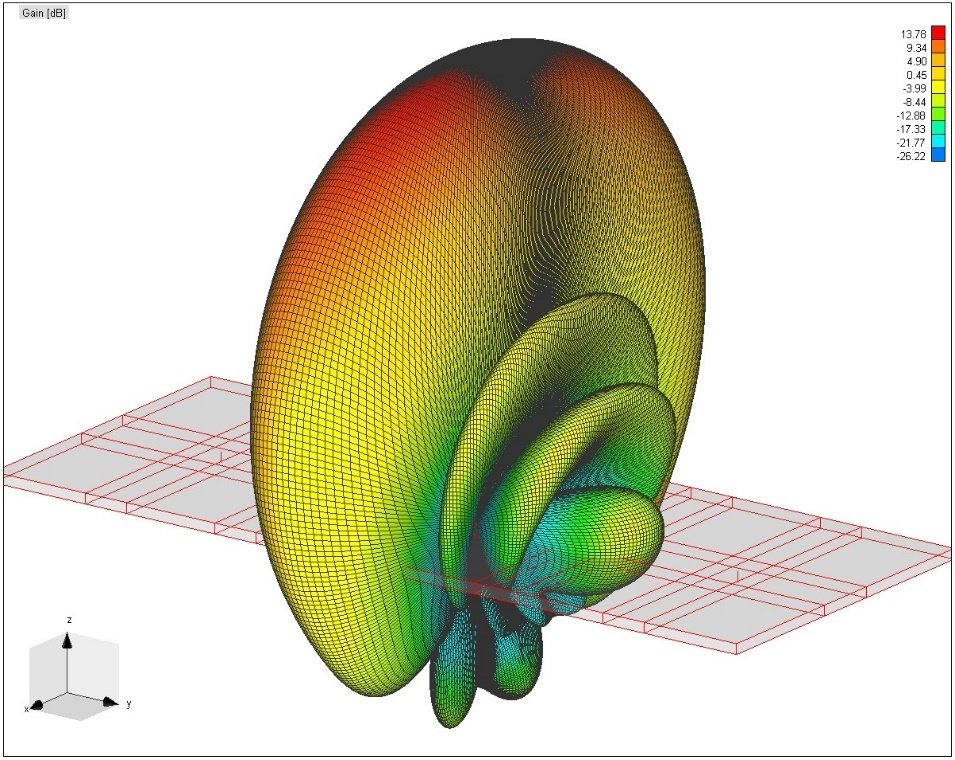 Gain [dB]
13.78
9.34
4.90
0.45
-3.99
-8.44
-12.88
-17.33
-21.77
-26.22
z
x
y